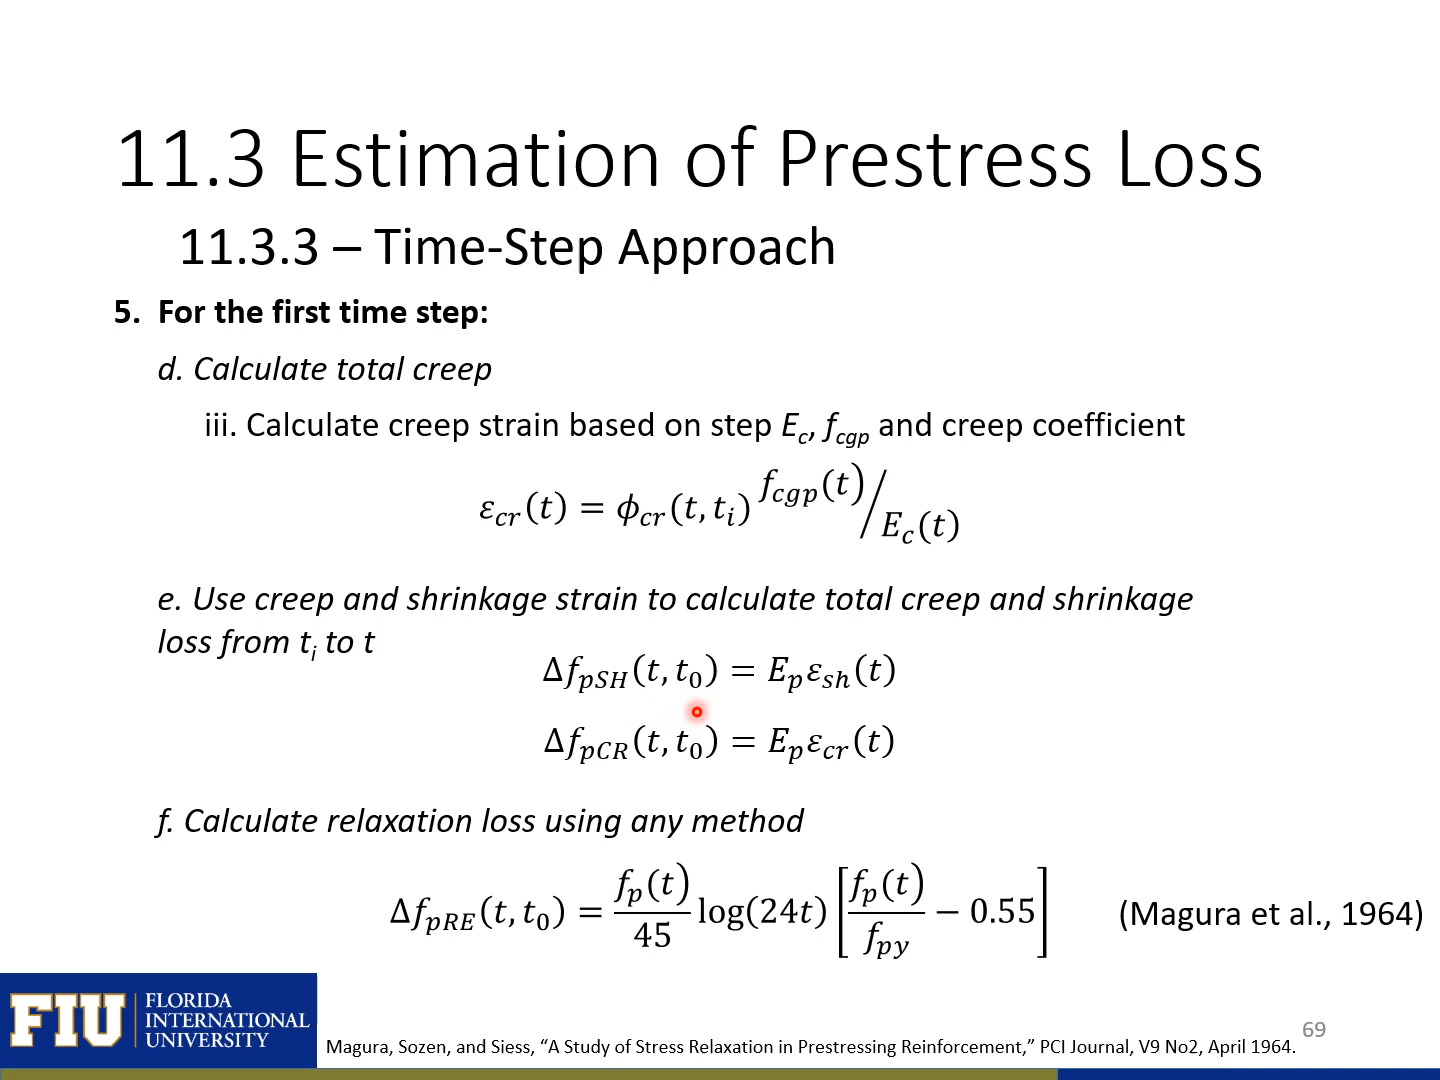 11.3 Estimation of Prestress Loss
11.3.3 – Time-Step Approach
5. For the first time step:
d. Calculate total creep
iii. Calculate creep strain based on step E_c, f_cgp and creep coefficient
ε_cr(t) = ϕ_cr(t, t_i) f_cgp(t)/E_c(t)
e. Use creep and shrinkage strain to calculate total creep and shrinkage
loss from t_i to t
Δf_pSH(t, t_0) = E_p ε_sh(t)
Δf_pCR(t, t_0) = E_p ε_cr(t)
f. Calculate relaxation loss using any method
Δf_pRE(t, t_0) = f_p(t)/45 log(24t) [f_p(t)/f_py − 0.55] (Magura et al., 1964)
FIU
FLORIDA
INTERNATIONAL
UNIVERSITY
Magura, Sozen, and Siess, “A Study of Stress Relaxation in Prestressing Reinforcement,” PCI Journal, V9 No2, April 1964.
69